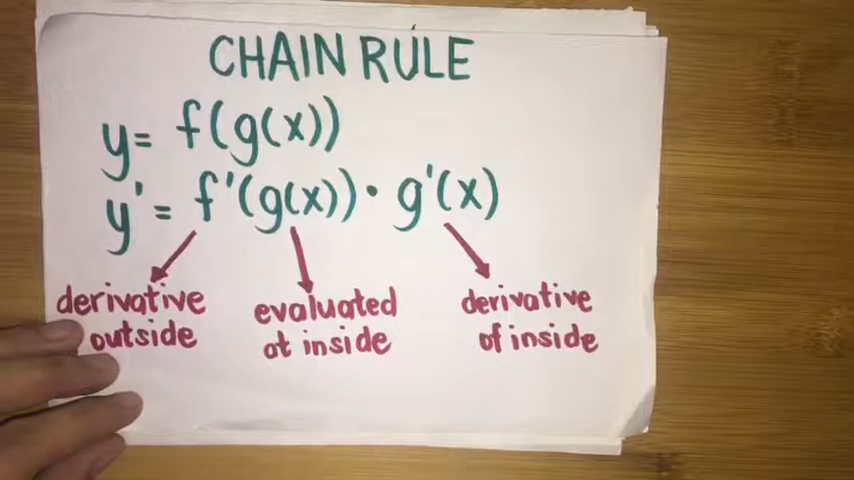 CHAIN RULE
y = f(g(x))
y' = f'(g(x)) · g'(x)
derivative outside
evaluated at inside
derivative of inside